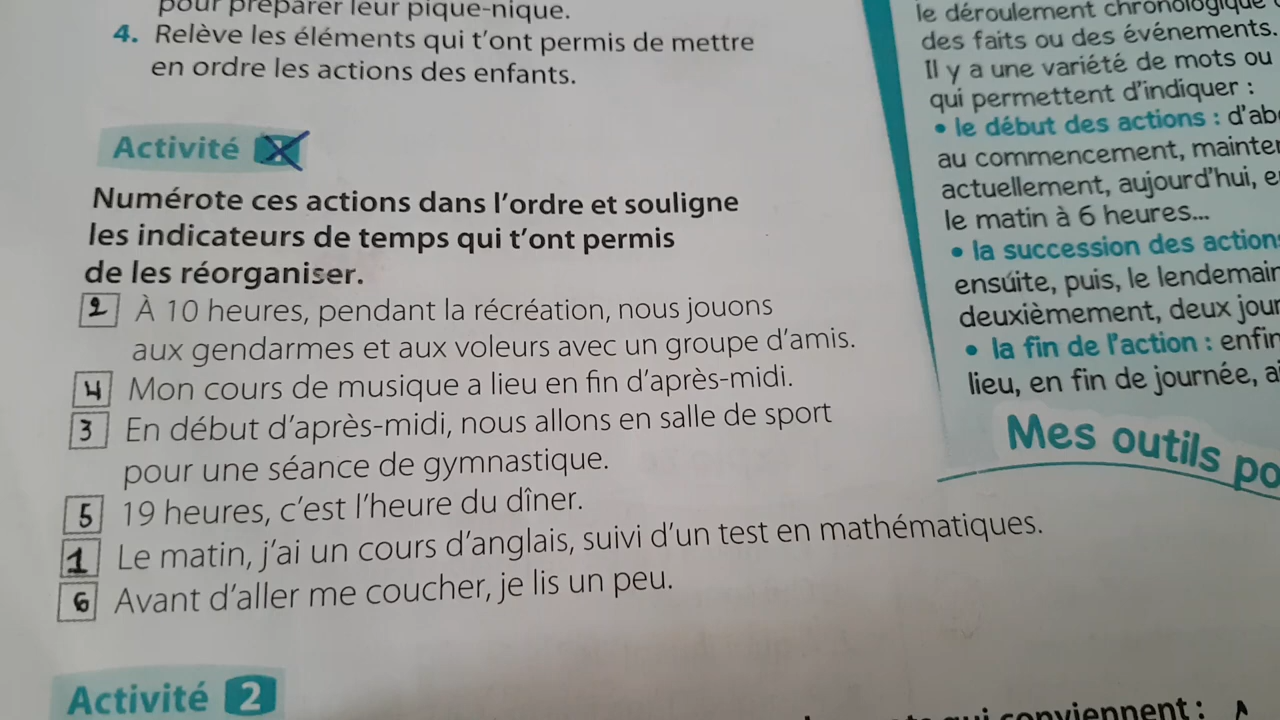 pour préparer leur pique-nique.
4. Relève les éléments qui t'ont permis de mettre
en ordre les actions des enfants.
Activité
Numérote ces actions dans l'ordre et souligne
les indicateurs de temps qui t'ont permis
de les réorganiser.
2 À 10 heures, pendant la récréation, nous jouons
aux gendarmes et aux voleurs avec un groupe d'amis.
4 Mon cours de musique a lieu en fin d'après-midi.
3 En début d'après-midi, nous allons en salle de sport
pour une séance de gymnastique.
5 19 heures, c'est l'heure du dîner.
1 Le matin, j'ai un cours d'anglais, suivi d'un test en mathématiques.
6 Avant d'aller me coucher, je lis un peu.
Activité 2
qui conviennent :
le déroulement chronologique
des faits ou des événements.
Il y a une variété de mots ou
qui permettent d'indiquer :
• le début des actions : d'abo
au commencement, mainte
actuellement, aujourd'hui, e
le matin à 6 heures...
• la succession des action
ensuite, puis, le lendemai
deuxièmement, deux jour
• la fin de l'action : enfin
lieu, en fin de journée, a
Mes outils po